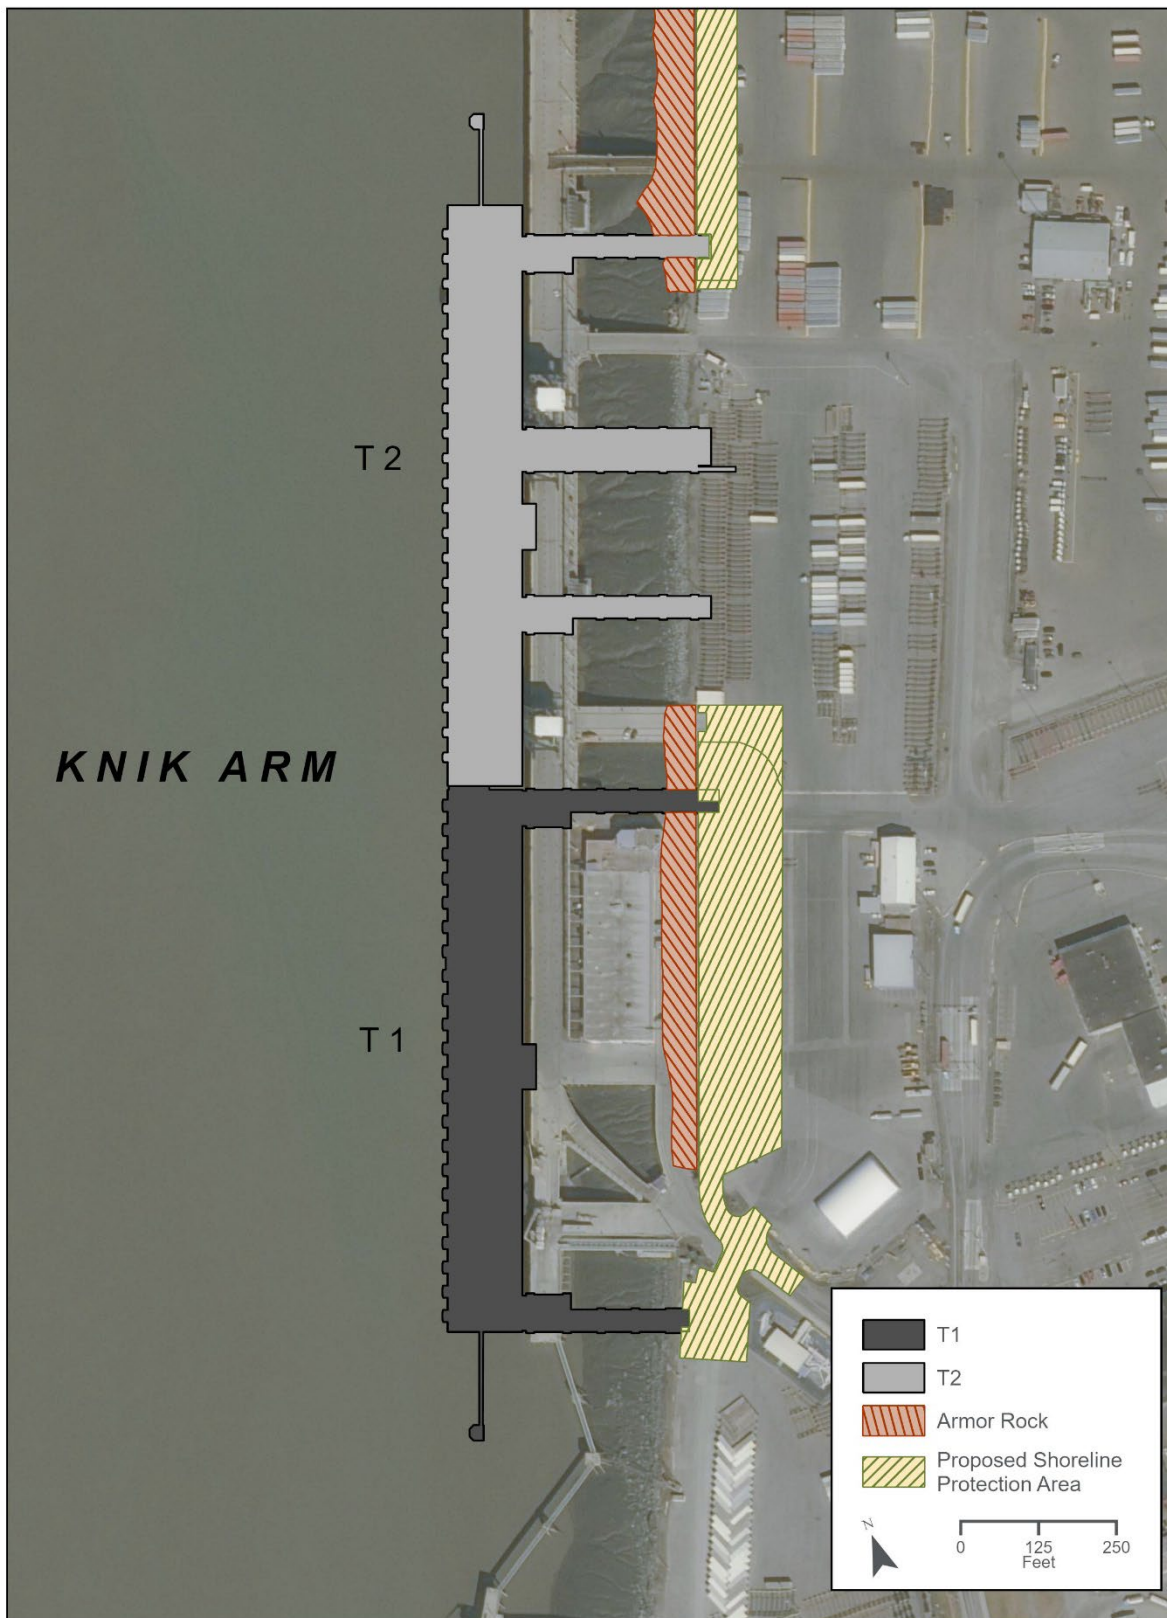 T 2
KNIK ARM
T 1
T1
T2
Armor Rock
Proposed Shoreline
Protection Area
N
0 125 250
Feet